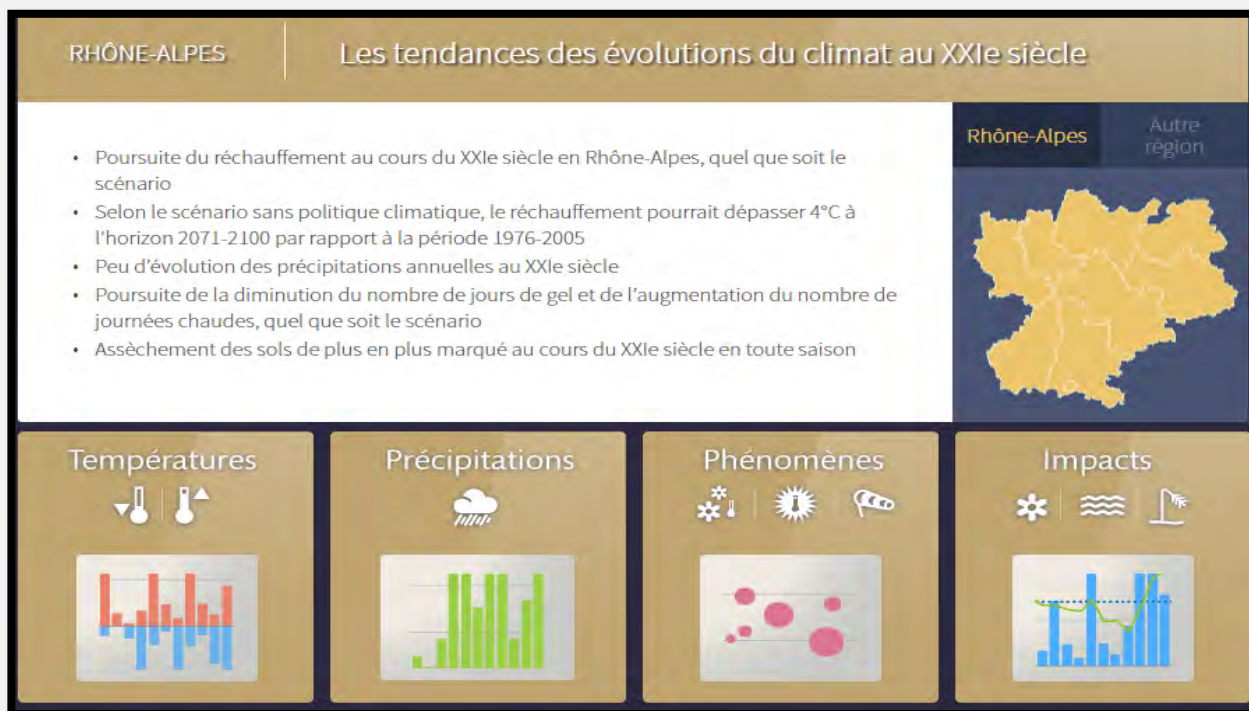 RHÔNE-ALPES
Les tendances des évolutions du climat au XXIe siècle
• Poursuite du réchauffement au cours du XXIe siècle en Rhône-Alpes, quel que soit le
scénario
• Selon le scénario sans politique climatique, le réchauffement pourrait dépasser 4°C à
l'horizon 2071-2100 par rapport à la période 1976-2005
• Peu d'évolution des précipitations annuelles au XXIe siècle
• Poursuite de la diminution du nombre de jours de gel et de l'augmentation du nombre de
journées chaudes, quel que soit le scénario
• Assèchement des sols de plus en plus marqué au cours du XXIe siècle en toute saison
Rhône-Alpes
Autre
région
Températures
Précipitations
Phénomènes
Impacts